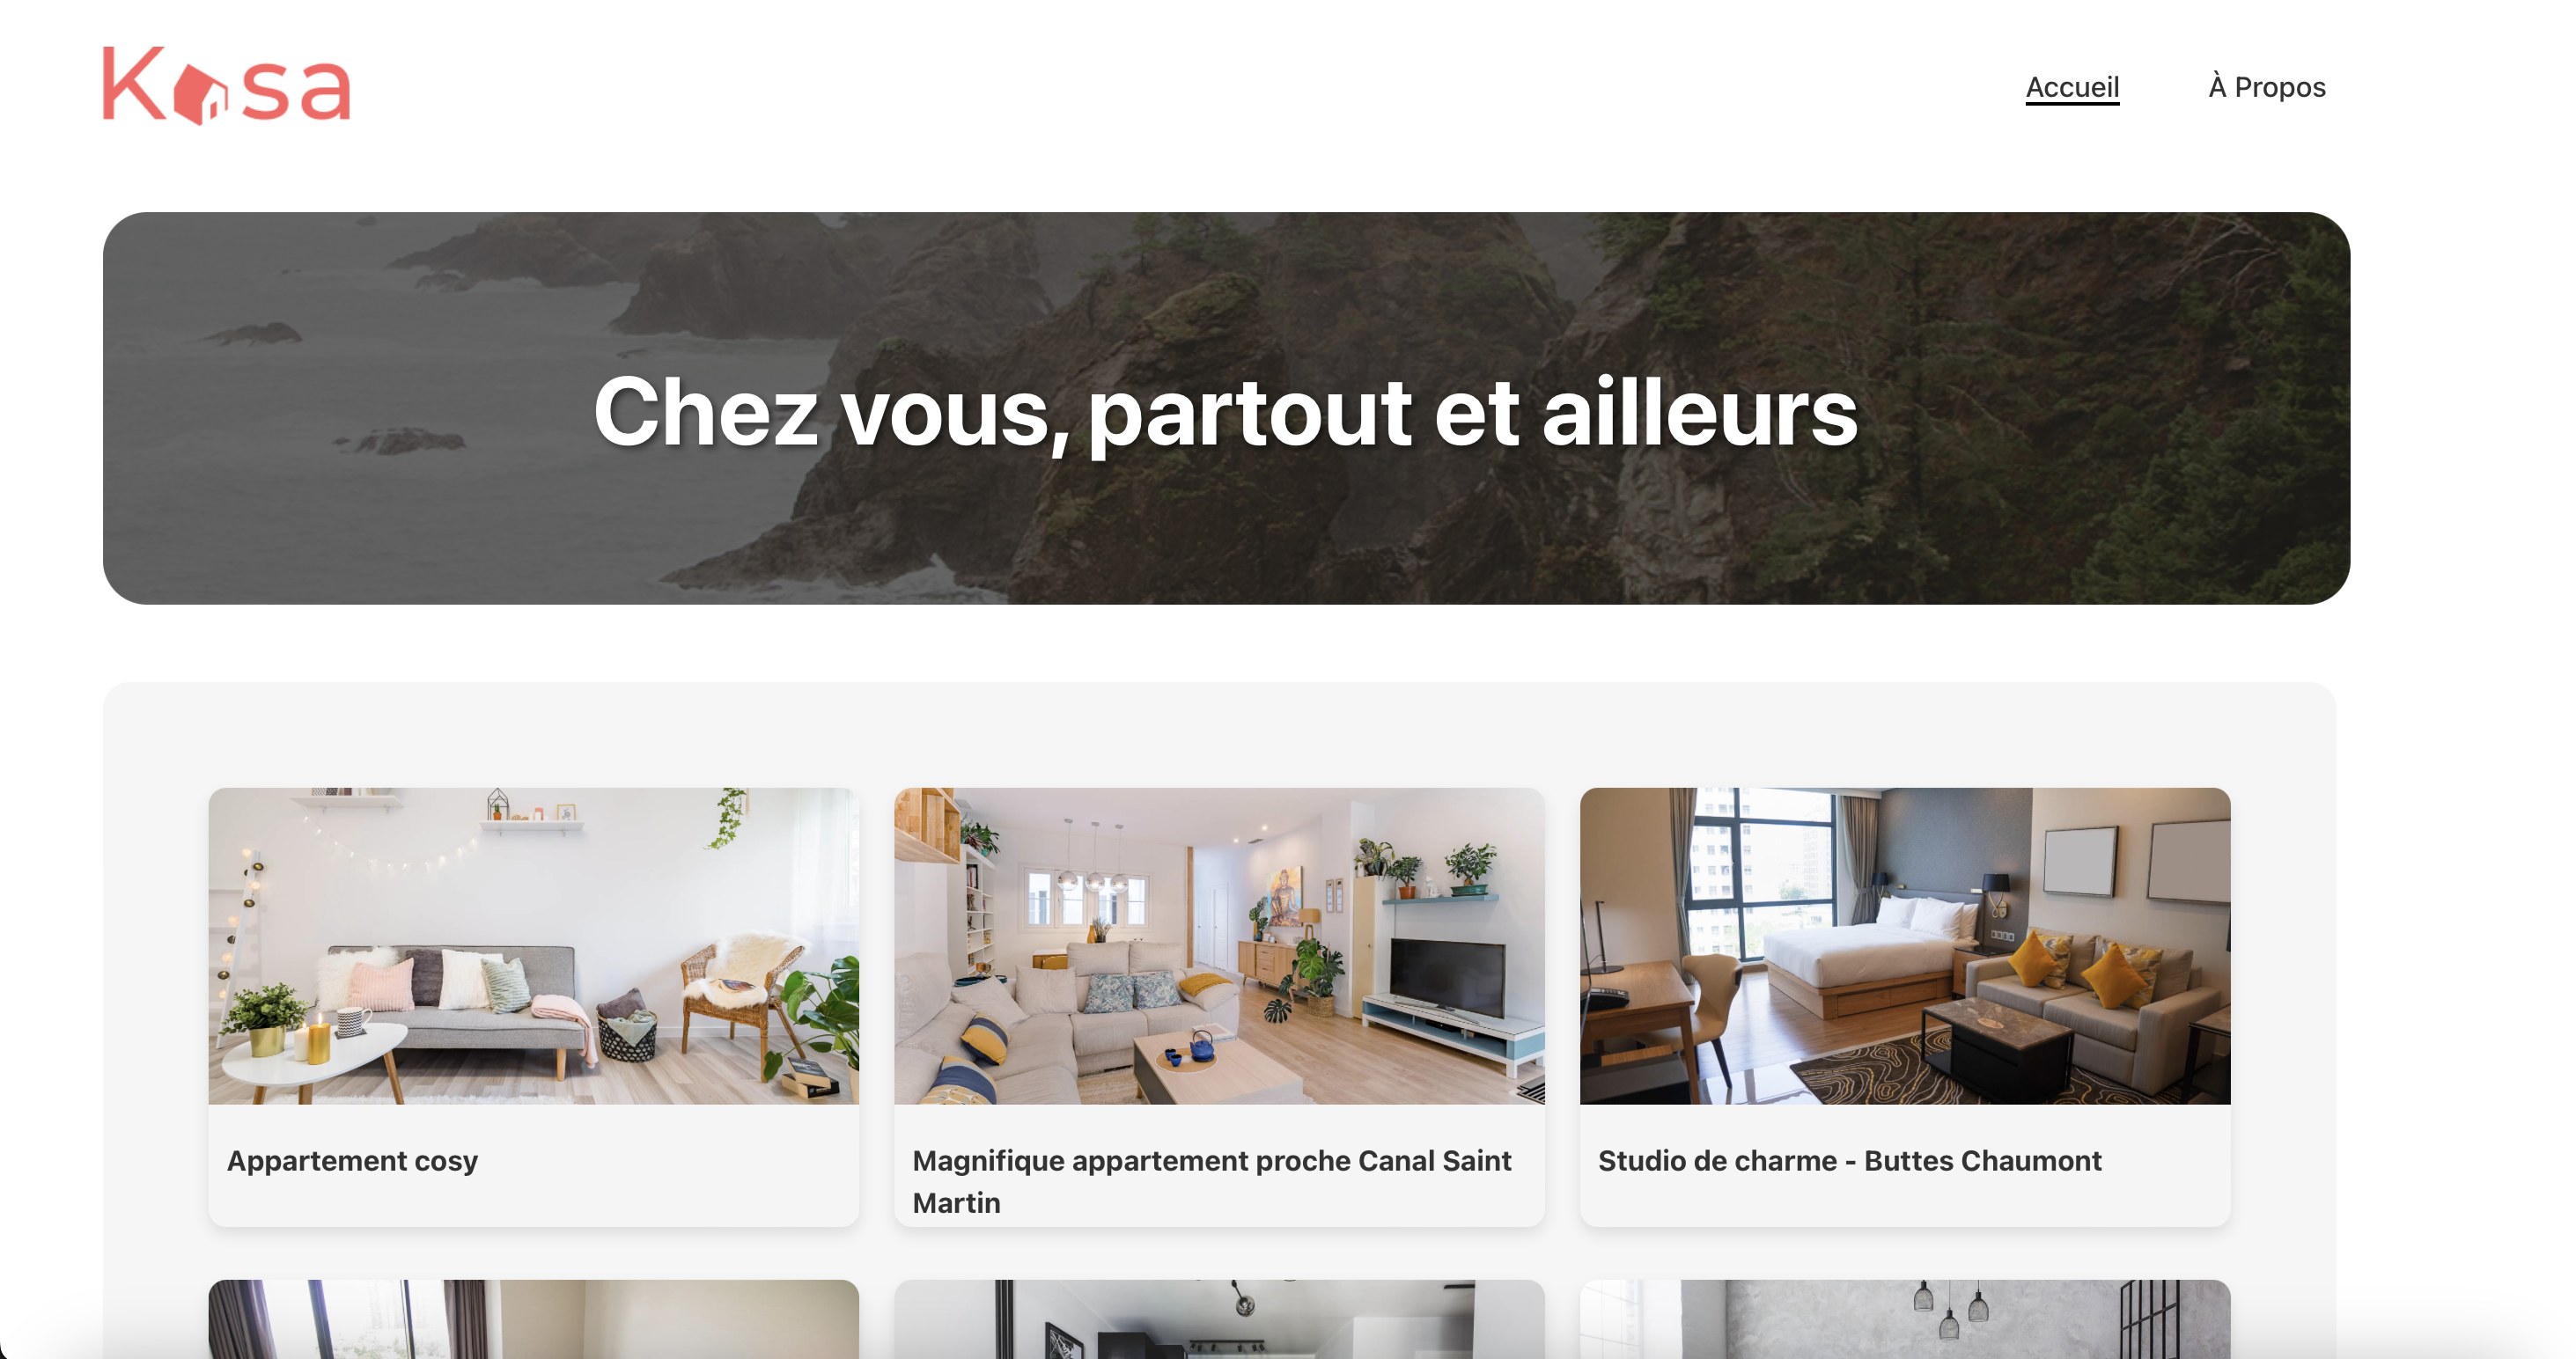 Kasa
Accueil
À Propos
Chez vous, partout et ailleurs
Appartement cosy
Magnifique appartement proche Canal Saint
Martin
Studio de charme - Buttes Chaumont